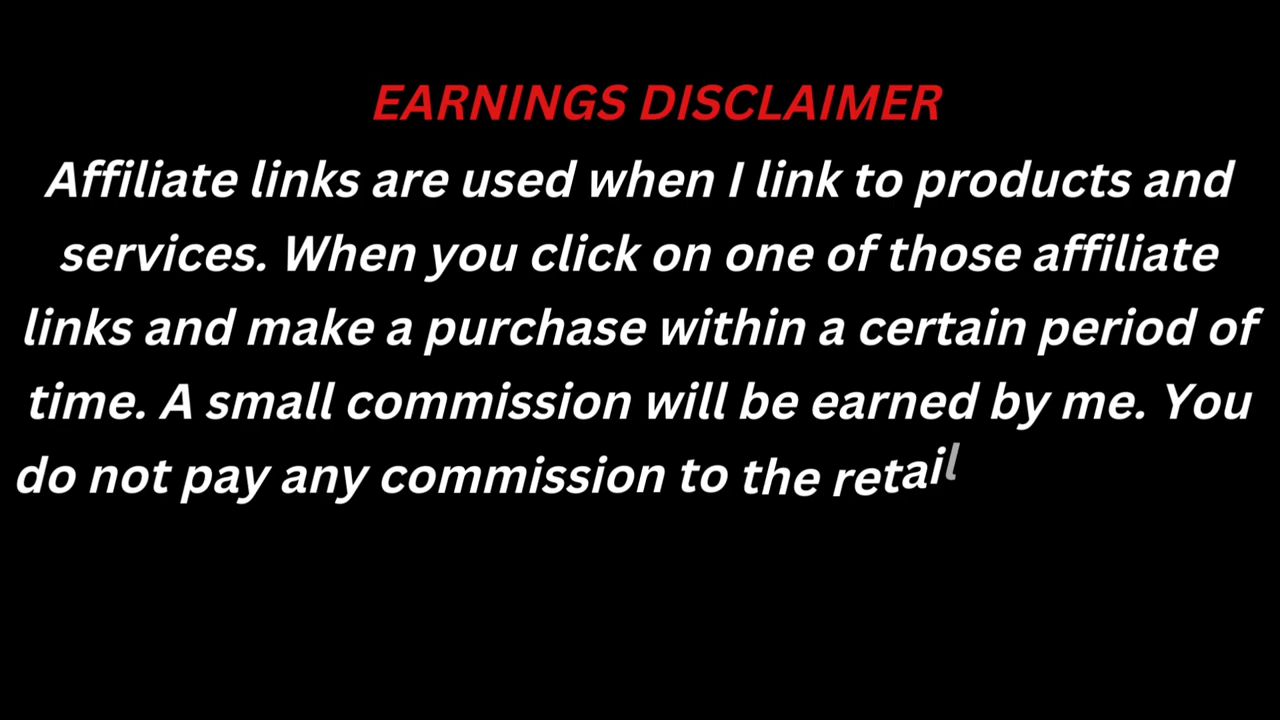 EARNINGS DISCLAIMER
Affiliate links are used when I link to products and
services. When you click on one of those affiliate
links and make a purchase within a certain period of
time. A small commission will be earned by me. You
do not pay any commission to the retail